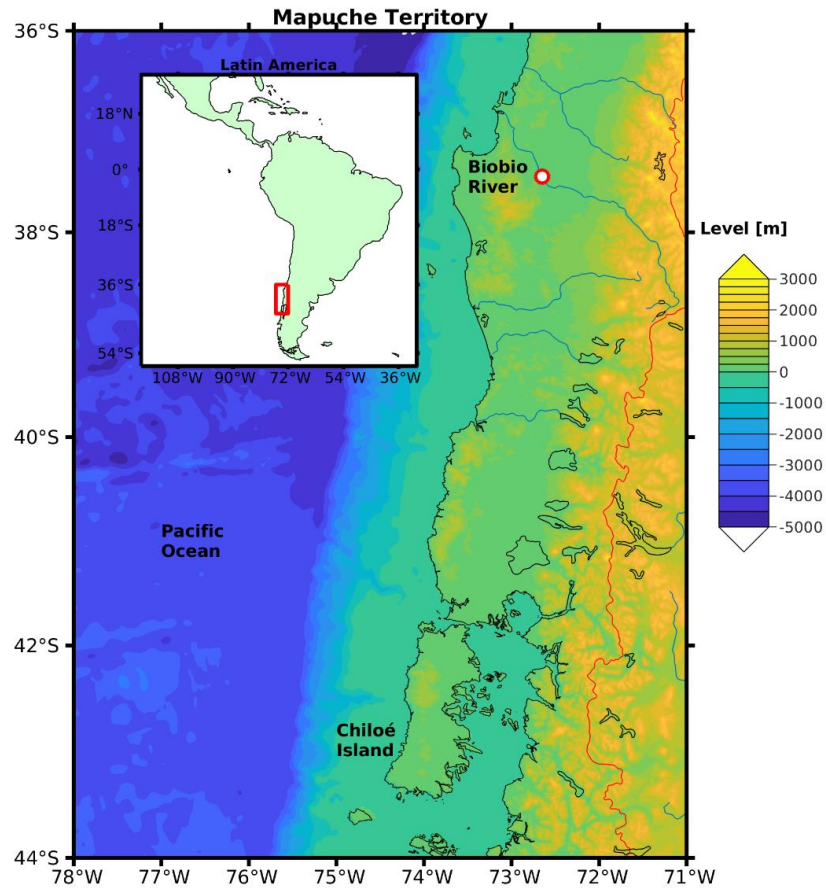 Mapuche Territory
36°S
Latin America
18°N
0°
18°S
36°S
54°S
108°W 90°W 72°W 54°W 36°W
Biobio
River
38°S
Level [m]
3000
2000
1000
0
-1000
-2000
-3000
-4000
-5000
40°S
Pacific
Ocean
42°S
Chiloé
Island
44°S
78°W 77°W 76°W 75°W 74°W 73°W 72°W 71°W